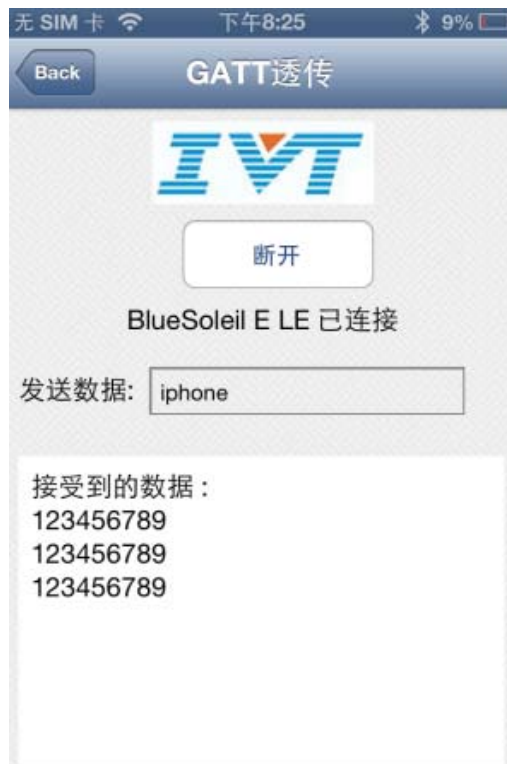 无 SIM 卡 下午8:25 9%
Back GATT透传
IVT
断开
BlueSoleil E LE 已连接
发送数据: iphone
接受到的数据 :
123456789
123456789
123456789